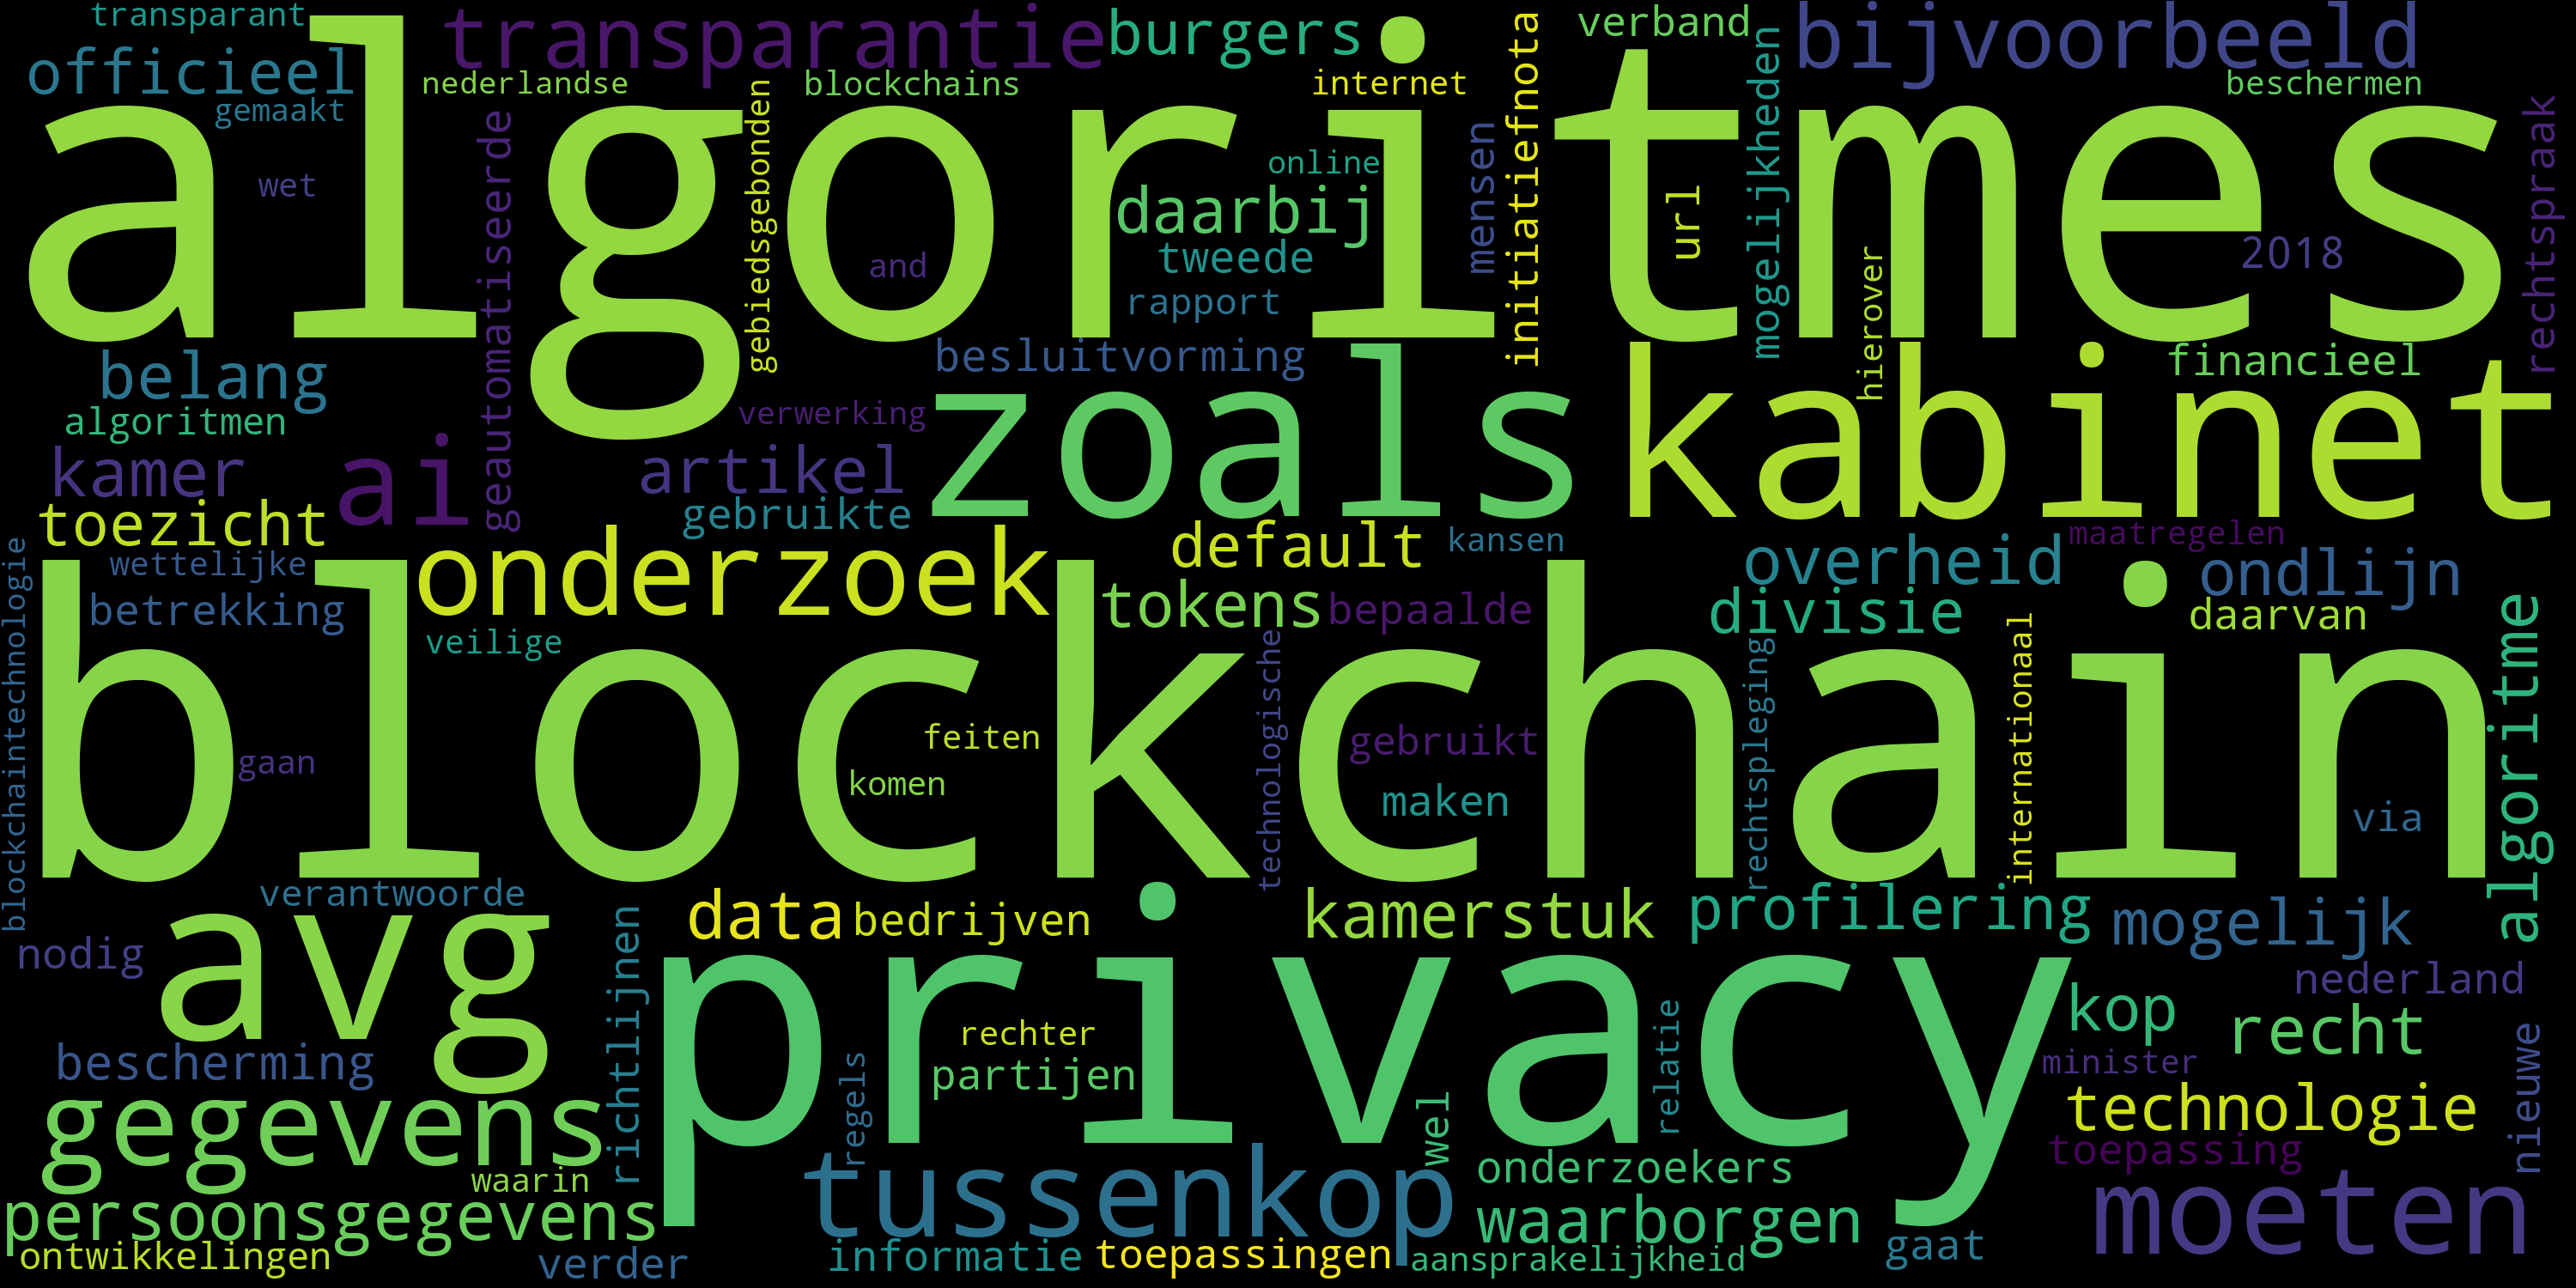 transparant
transparantie
burgers
verband
bijvoorbeeld
officieel
nederlandse
blockchains
internet
beschermen
gemaakt
algoritmes
wet
geautomatiseerde
gebiedsgebonden
and
online
daarbij
tweede
rapport
mensen
initiatiefnota
url
mogelijkheden
hierover
2018
rechtspraak
belang
besluitvorming
financieel
algoritmen
verwerking
zoals
kabinet
kamer
ai
artikel
gebruikte
toezicht
onderzoek
default
kansen
overheid
maatregelen
ondlijn
wettelijke
betrekking
tokens
bepaalde
divisie
daarvan
blockchaintechnologie
veilige
blockchain
technologische
rechtspleging
internationaal
algoritme
gaan
feiten
komen
gebruikt
maken
via
verantwoorde
avg
data
bedrijven
kamerstuk
profilering
mogelijk
nodig
richtlijnen
privacy
nederland
kop
recht
rechter
partijen
regels
relatie
minister
bescherming
wel
technologie
nieuwe
gegevens
toepassing
waarin
tussenkop
onderzoekers
moeten
persoonsgegevens
waarborgen
ontwikkelingen
verder
informatie
toepassingen
aansprakelijkheid
gaat